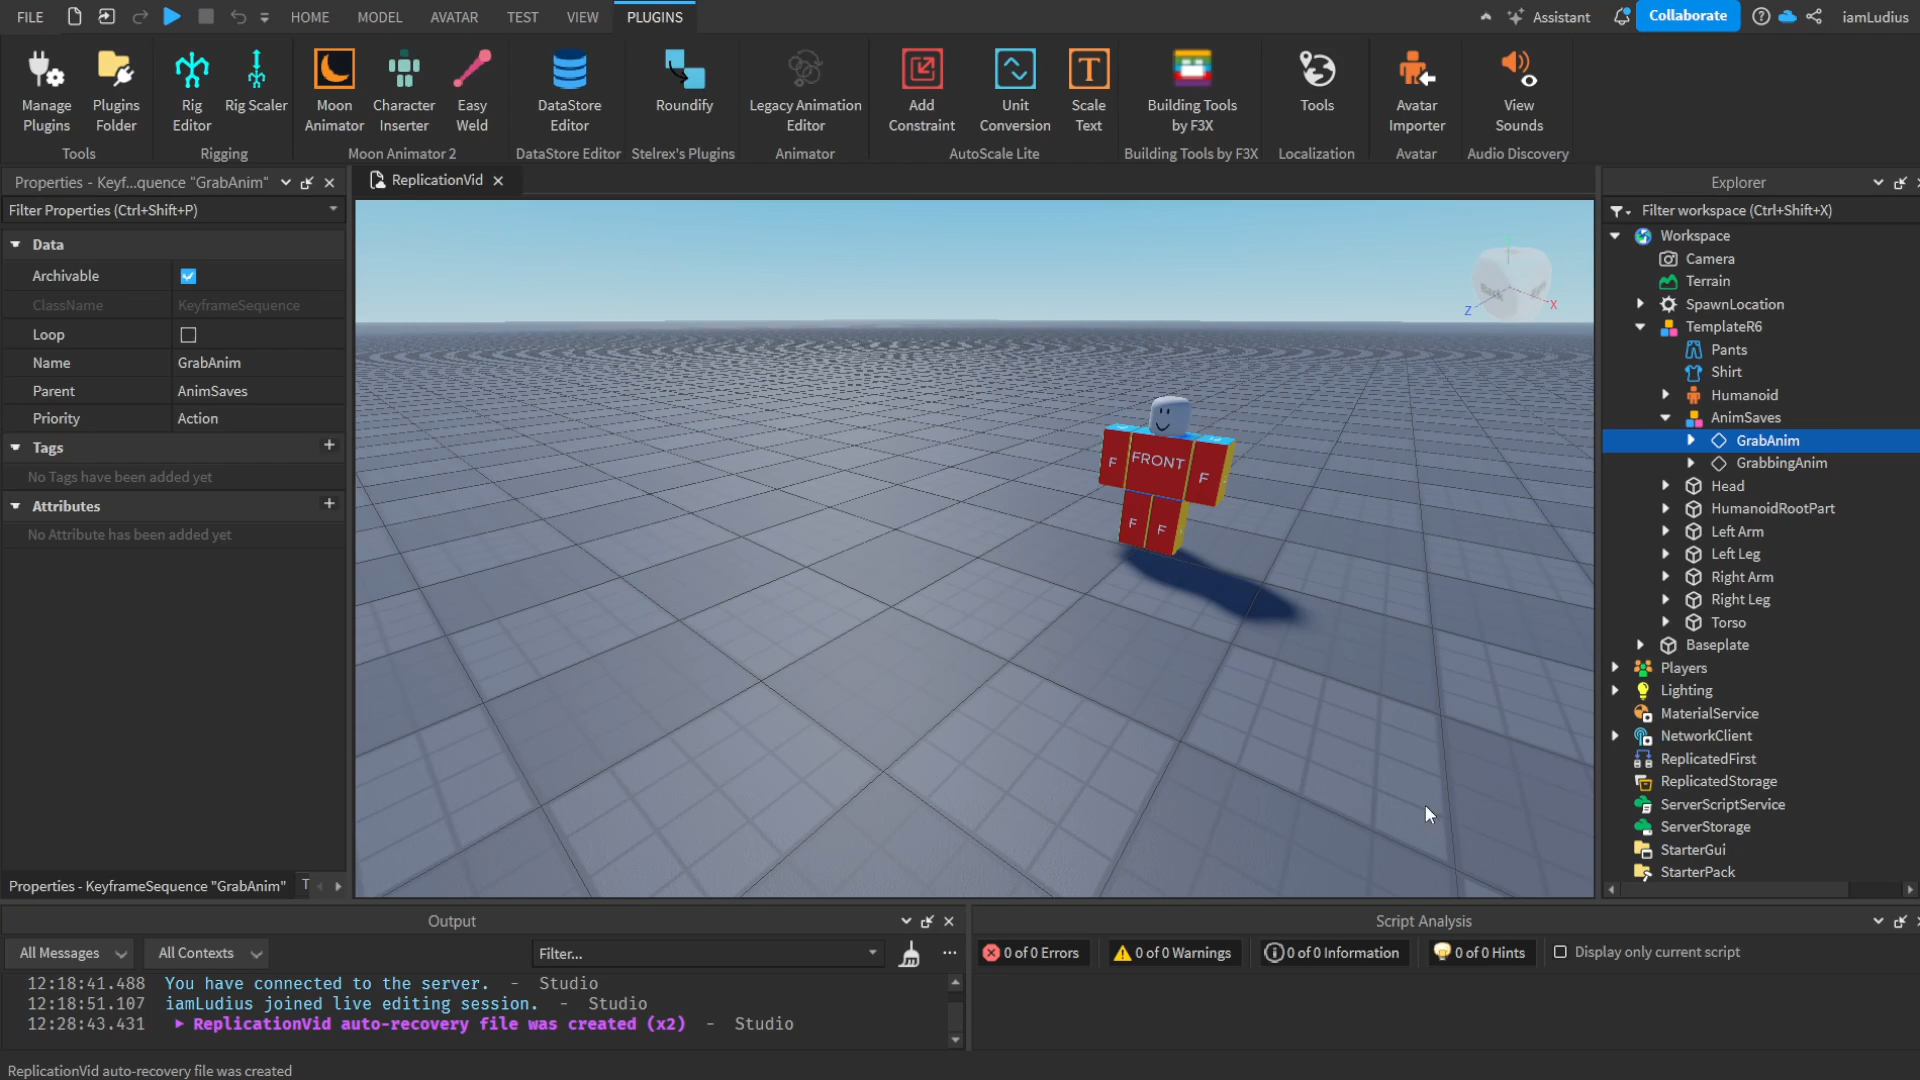 FILE
HOME
MODEL
AVATAR
TEST
VIEW
PLUGINS
Assistant
Collaborate
iamLudius
Manage
Plugins
Plugins
Folder
Tools
Rig
Editor
Rig Scaler
Rigging
Moon
Animator
Character
Inserter
Easy
Weld
Moon Animator 2
DataStore
Editor
DataStore Editor
Roundify
Stelrex's Plugins
Legacy Animation
Editor
Animator
Add
Constraint
Unit
Conversion
Scale
Text
AutoScale Lite
Building Tools
by F3X
Building Tools by F3X
Tools
Localization
Avatar
Importer
Avatar
View
Sounds
Audio Discovery
Properties - Keyf...quence "GrabAnim"
Filter Properties (Ctrl+Shift+P)
Data
Archivable
ClassName KeyframeSequence
Loop
Name GrabAnim
Parent AnimSaves
Priority Action
Tags
No Tags have been added yet
Attributes
No Attribute has been added yet
Properties - KeyframeSequence "GrabAnim" T
ReplicationVid
Back
Z
X
F
FRONT
F
F
F
Explorer
Filter workspace (Ctrl+Shift+X)
Workspace
Camera
Terrain
SpawnLocation
TemplateR6
Pants
Shirt
Humanoid
AnimSaves
GrabAnim
GrabbingAnim
Head
HumanoidRootPart
Left Arm
Left Leg
Right Arm
Right Leg
Torso
Baseplate
Players
Lighting
MaterialService
NetworkClient
ReplicatedFirst
ReplicatedStorage
ServerScriptService
ServerStorage
StarterGui
StarterPack
Output
All Messages
All Contexts
Filter...
12:18:41.488 You have connected to the server. - Studio
12:18:51.107 iamLudius joined live editing session. - Studio
12:28:43.431 ReplicationVid auto-recovery file was created (x2) - Studio
Script Analysis
0 of 0 Errors
0 of 0 Warnings
0 of 0 Information
0 of 0 Hints
Display only current script
ReplicationVid auto-recovery file was created